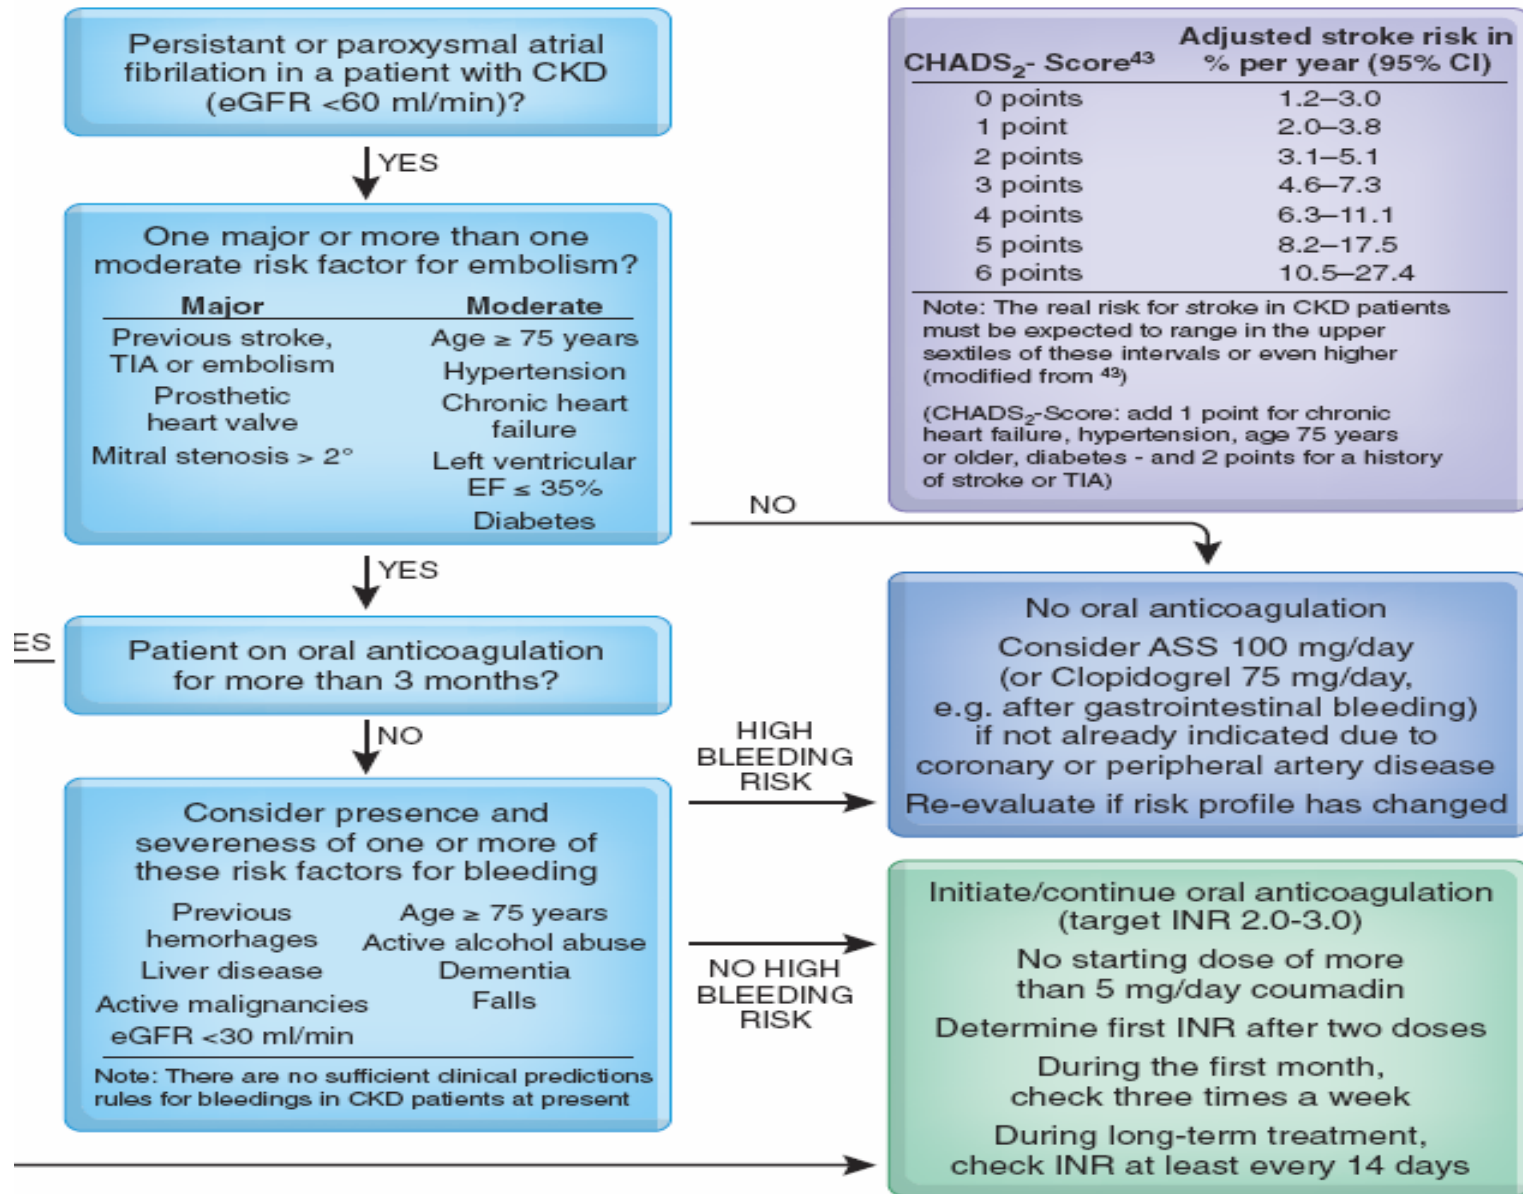 Persistant or paroxysmal atrial
fibrilation in a patient with CKD
(eGFR <60 ml/min)?
YES
One major or more than one
moderate risk factor for embolism?
Major
Previous stroke,
TIA or embolism
Prosthetic
heart valve
Mitral stenosis > 2°
Moderate
Age ≥ 75 years
Hypertension
Chronic heart
failure
Left ventricular
EF ≤ 35%
Diabetes
NO
YES
ES
Patient on oral anticoagulation
for more than 3 months?
NO
Consider presence and
severeness of one or more of
these risk factors for bleeding
Previous
hemorhages
Liver disease
Active malignancies
eGFR <30 ml/min
Age ≥ 75 years
Active alcohol abuse
Dementia
Falls
Note: There are no sufficient clinical predictions
rules for bleedings in CKD patients at present
HIGH
BLEEDING
RISK
NO HIGH
BLEEDING
RISK
CHADS₂- Score⁴³ Adjusted stroke risk in
% per year (95% CI)
0 points 1.2–3.0
1 point 2.0–3.8
2 points 3.1–5.1
3 points 4.6–7.3
4 points 6.3–11.1
5 points 8.2–17.5
6 points 10.5–27.4
Note: The real risk for stroke in CKD patients
must be expected to range in the upper
sextiles of these intervals or even higher
(modified from ⁴³)
(CHADS₂-Score: add 1 point for chronic
heart failure, hypertension, age 75 years
or older, diabetes - and 2 points for a history
of stroke or TIA)
No oral anticoagulation
Consider ASS 100 mg/day
(or Clopidogrel 75 mg/day,
e.g. after gastrointestinal bleeding)
if not already indicated due to
coronary or peripheral artery disease
Re-evaluate if risk profile has changed
Initiate/continue oral anticoagulation
(target INR 2.0-3.0)
No starting dose of more
than 5 mg/day coumadin
Determine first INR after two doses
During the first month,
check three times a week
During long-term treatment,
check INR at least every 14 days